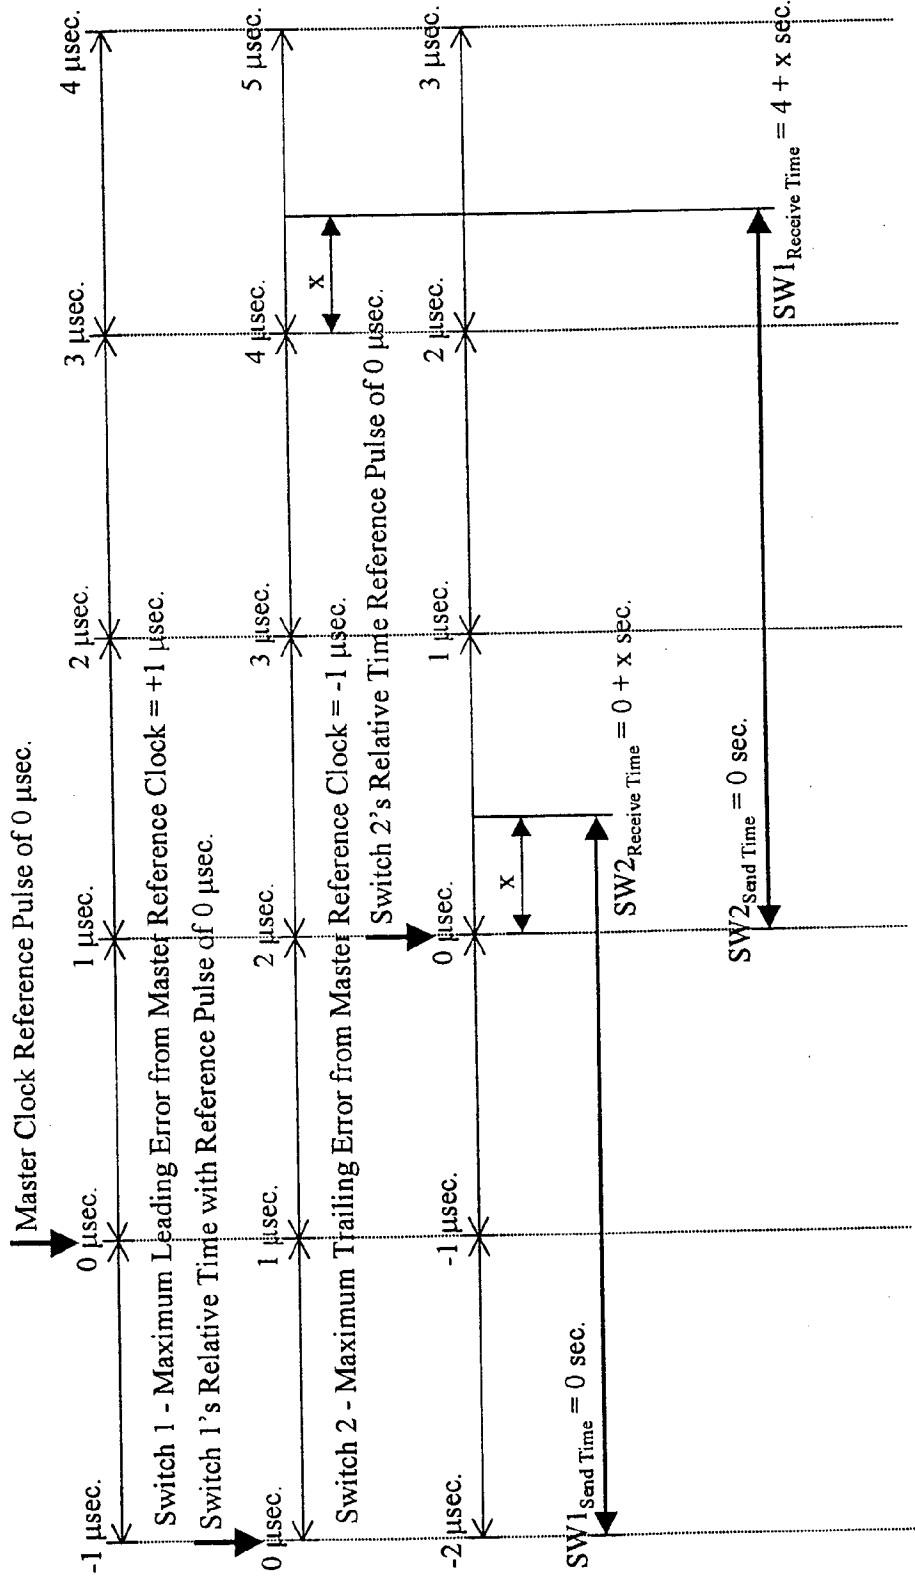 Master Clock Reference Pulse of 0 μsec.
-1 μsec.
0 μsec.
1 μsec.
2 μsec.
3 μsec.
4 μsec.
Switch 1 - Maximum Leading Error from Master Reference Clock = +1 μsec.
Switch 1's Relative Time with Reference Pulse of 0 μsec.
0 μsec.
1 μsec.
2 μsec.
3 μsec.
4 μsec.
5 μsec.
x
Switch 2 - Maximum Trailing Error from Master Reference Clock = -1 μsec.
Switch 2's Relative Time Reference Pulse of 0 μsec.
-2 μsec.
-1 μsec.
0 μsec.
1 μsec.
2 μsec.
3 μsec.
x
SW1Send Time = 0 sec.
SW2Receive Time = 0 + x sec.
SW2Send Time = 0 sec.
SW1Receive Time = 4 + x sec.